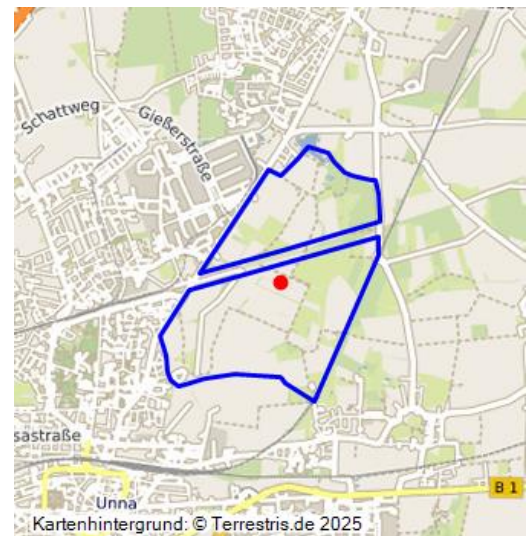 Schattweg
Gießerstraße
sastraße
Unna
B 1
Kartenhintergrund: © Terrestris.de 2025